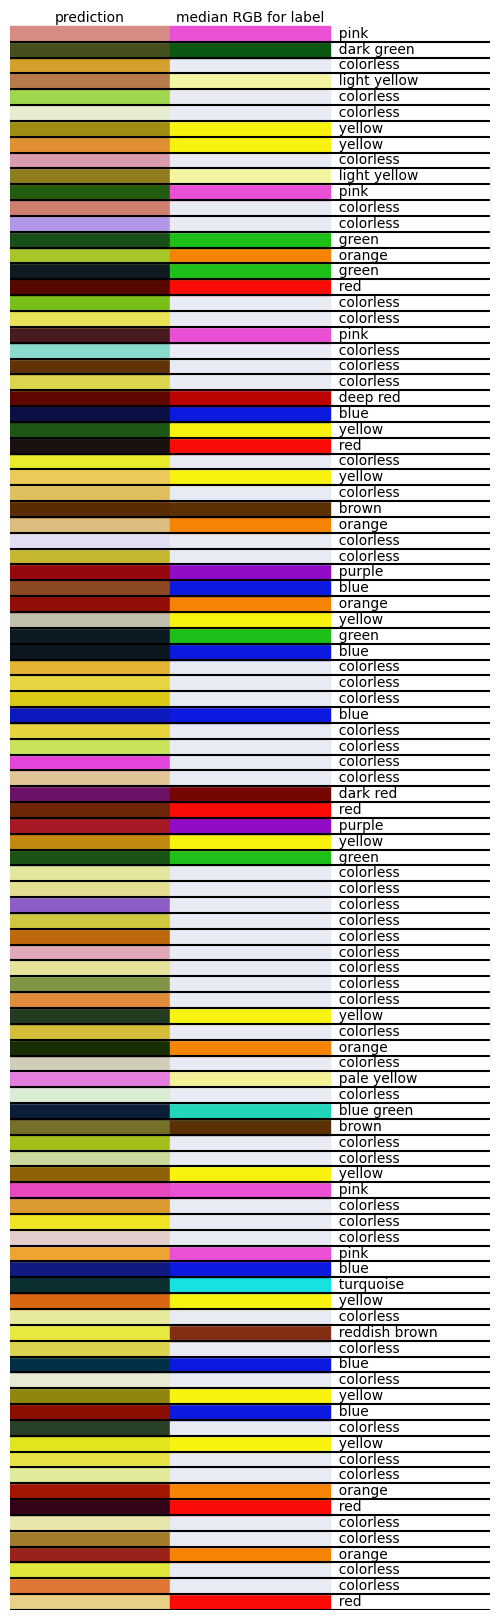 prediction median RGB for label
pink
dark green
colorless
light yellow
colorless
colorless
yellow
yellow
colorless
light yellow
pink
colorless
colorless
green
orange
green
red
colorless
colorless
pink
colorless
colorless
colorless
deep red
blue
yellow
red
colorless
yellow
colorless
brown
orange
colorless
colorless
purple
blue
orange
yellow
green
blue
colorless
colorless
colorless
blue
colorless
colorless
colorless
colorless
dark red
red
purple
yellow
green
colorless
colorless
colorless
colorless
colorless
colorless
colorless
colorless
colorless
yellow
colorless
orange
colorless
pale yellow
colorless
blue green
brown
colorless
colorless
yellow
pink
colorless
colorless
colorless
pink
blue
turquoise
yellow
colorless
reddish brown
colorless
blue
colorless
yellow
blue
colorless
yellow
colorless
colorless
orange
red
colorless
colorless
orange
colorless
colorless
red